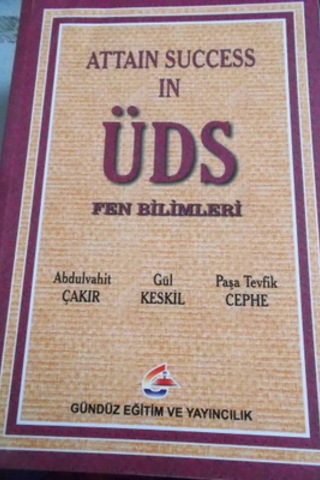 ATTAIN SUCCESS
IN
ÜDS
FEN BİLİMLERİ
Abdulvahit Gül Paşa Tevfik
ÇAKIR KESKİL CEPHE
GÜNDÜZ EĞİTİM VE YAYINCILIK